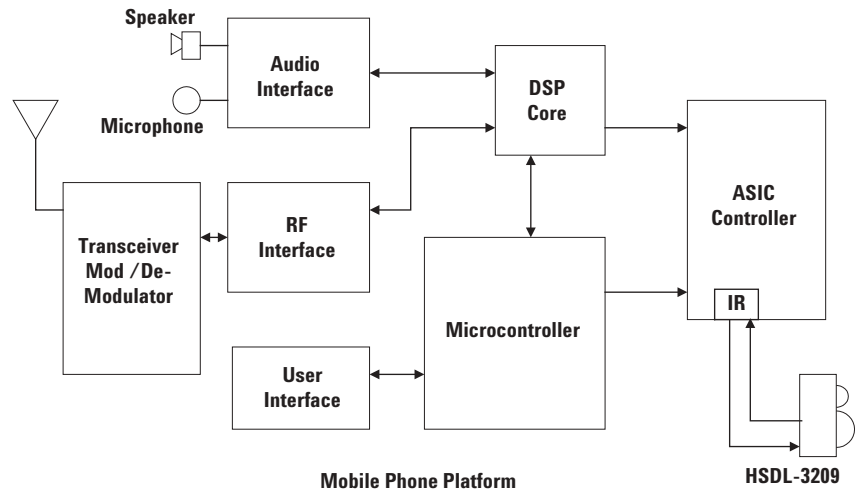 Speaker
Audio
Interface
DSP
Core
Microphone
ASIC
Controller
Transceiver
Mod /De-
Modulator
RF
Interface
IR
Microcontroller
User
Interface
Mobile Phone Platform
HSDL-3209